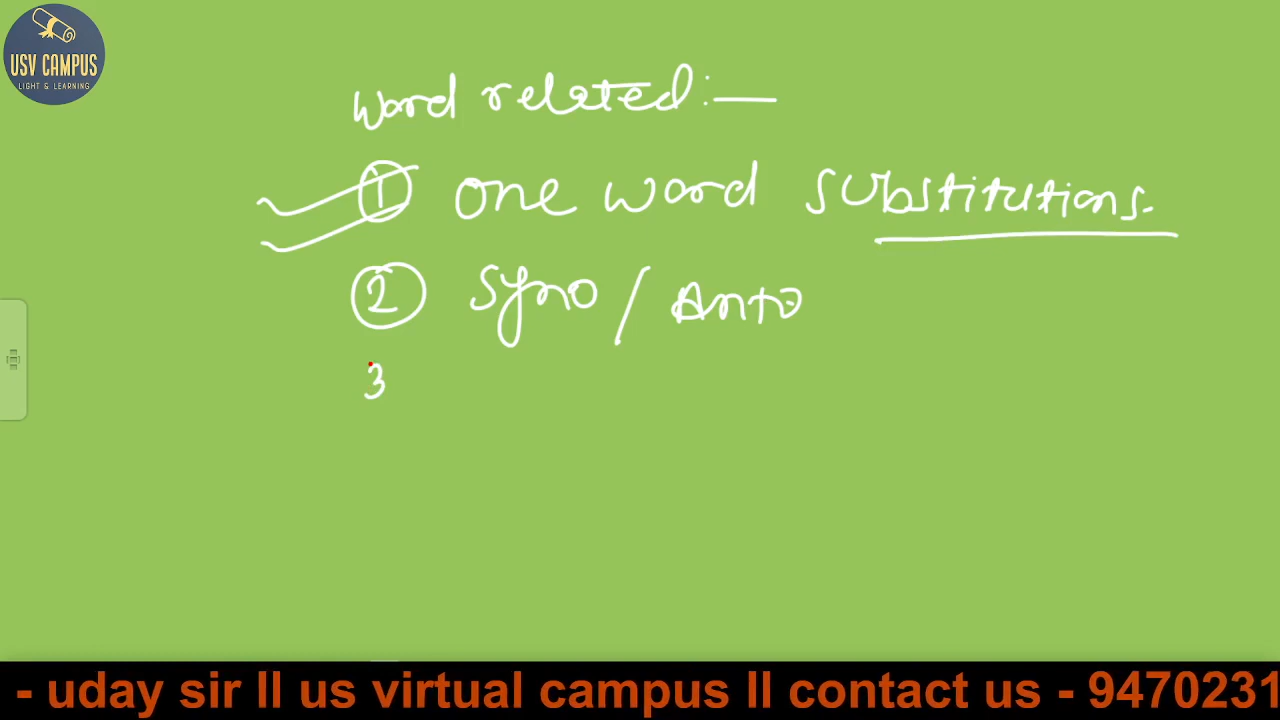 USV CAMPUS
LIGHT & LEARNING
Word related:—
① One word substitutions.
② Syno / Anto
3
- uday sir ll us virtual campus ll contact us - 9470231